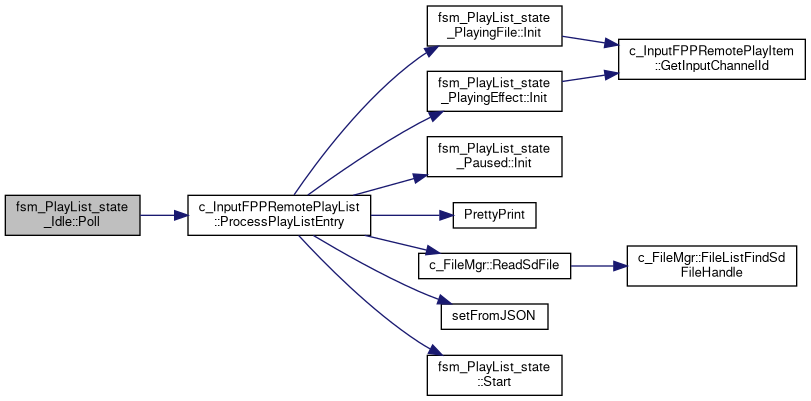 fsm_PlayList_state
_Idle::Poll
c_InputFPPRemotePlayList
::ProcessPlayListEntry
fsm_PlayList_state
_PlayingFile::Init
c_InputFPPRemotePlayItem
::GetInputChannelId
fsm_PlayList_state
_PlayingEffect::Init
fsm_PlayList_state
_Paused::Init
PrettyPrint
c_FileMgr::ReadSdFile
c_FileMgr::FileListFindSd
FileHandle
setFromJSON
fsm_PlayList_state
::Start